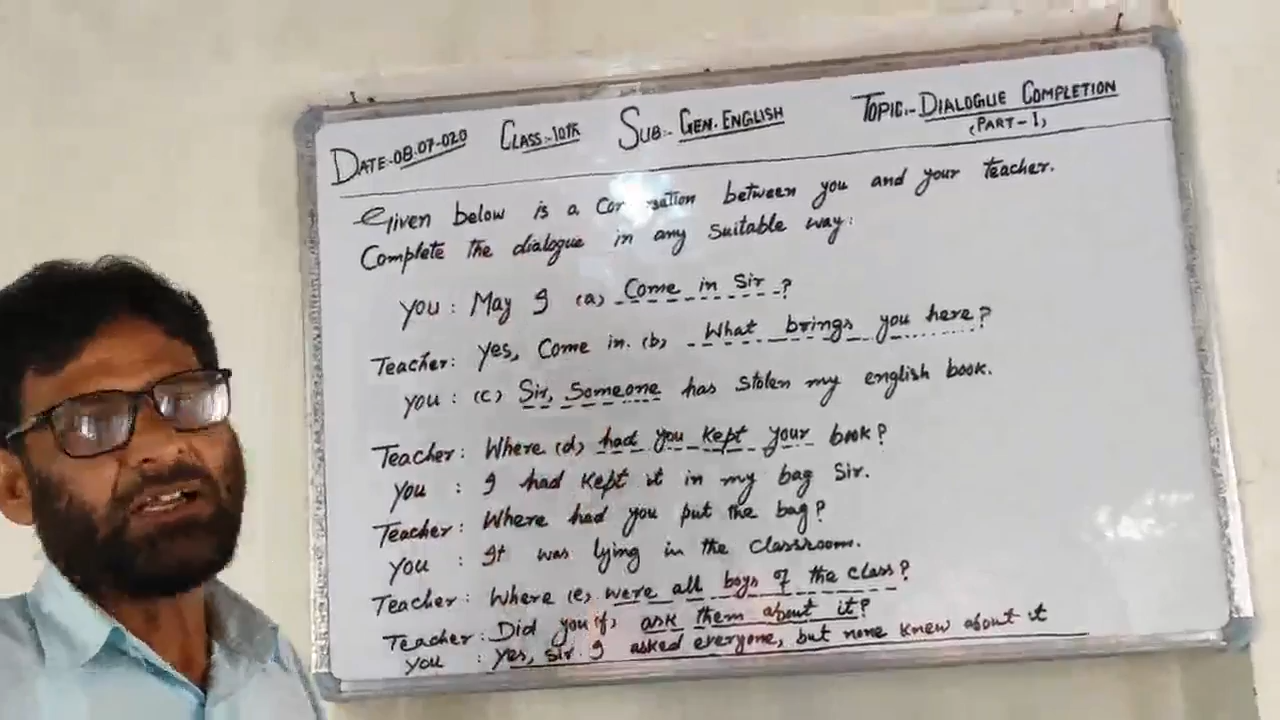 DATE:-08.07-020 CLASS:-10th SUB:- GEN. ENGLISH TOPIC:- DIALOGUE COMPLETION
(PART-1)
Given below is a between you and your teacher.
Complete the dialogue in any suitable way:
you : May I (a) Come in Sir ?
Teacher: yes, Come in. (b) What brings you here?
you : (c) Sir, Someone has stolen my english book.
Teacher: Where (d) had you kept your book?
you : I had kept it in my bag Sir.
Teacher: Where had you put the bag?
you : It was lying in the classroom.
Teacher: Where (e) were all boys of the class?
Teacher: Did you (f) ask them about it?
you : yes, sir. I asked everyone, but none knew about it